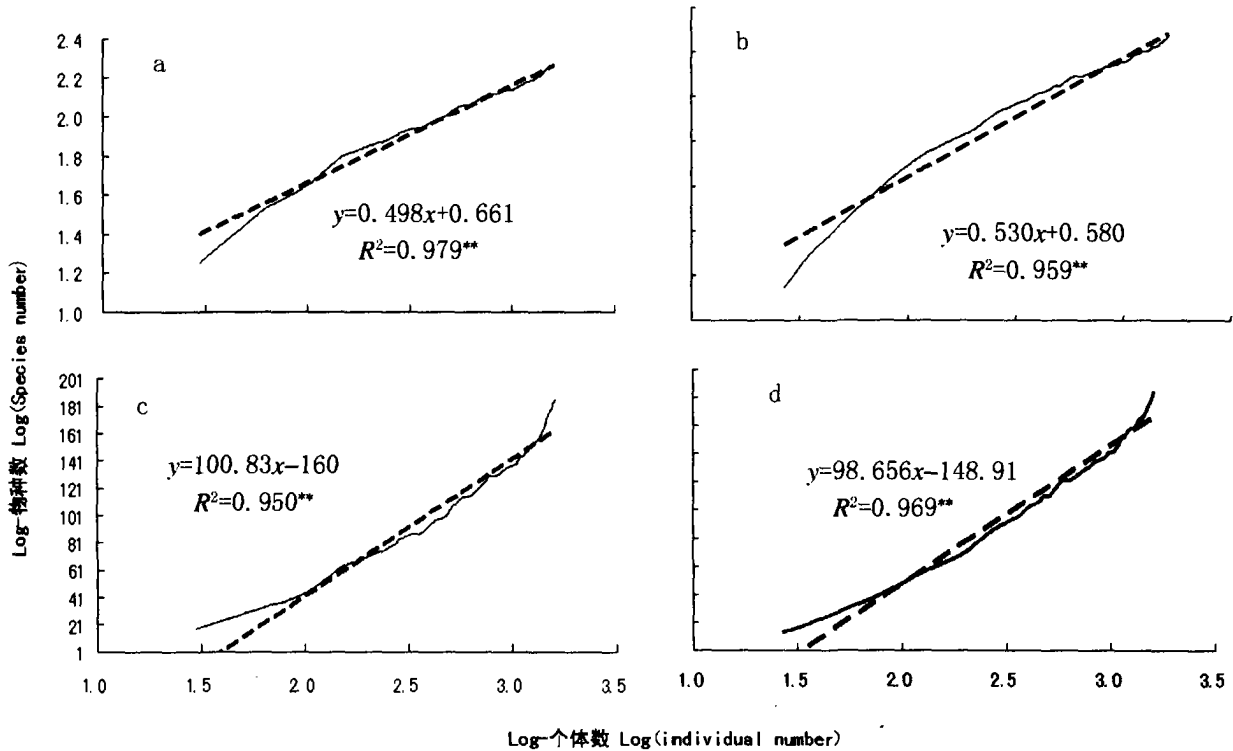 a
2.4
2.2
2.0
1.8
1.6
1.4
1.2
1.0
y=0.498x+0.661
R²=0.979**
b
y=0.530x+0.580
R²=0.959**
Log-物种数 Log(Species number)
c
201
181
161
141
121
101
81
61
41
21
1
y=100.83x-160
R²=0.950**
1.0 1.5 2.0 2.5 3.0 3.5
d
y=98.656x-148.91
R²=0.969**
1.0 1.5 2.0 2.5 3.0 3.5
Log-个体数 Log(individual number)